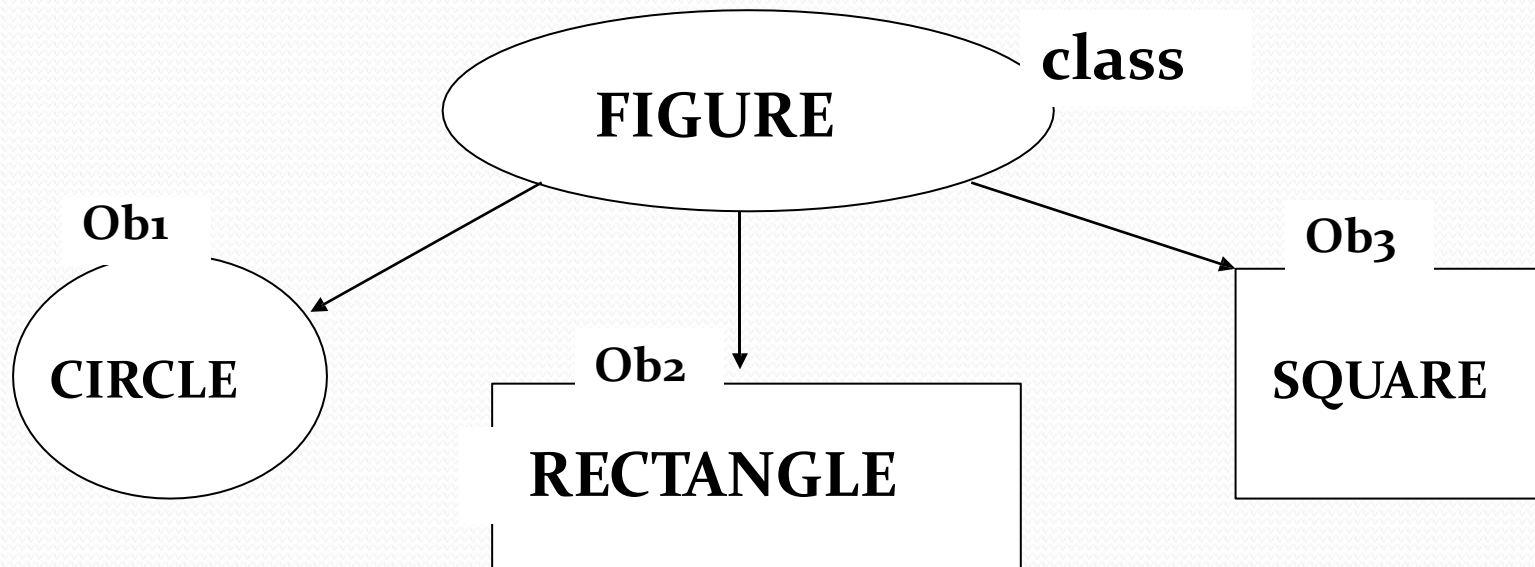 class
FIGURE
Ob1
Ob3
CIRCLE
Ob2
SQUARE
RECTANGLE